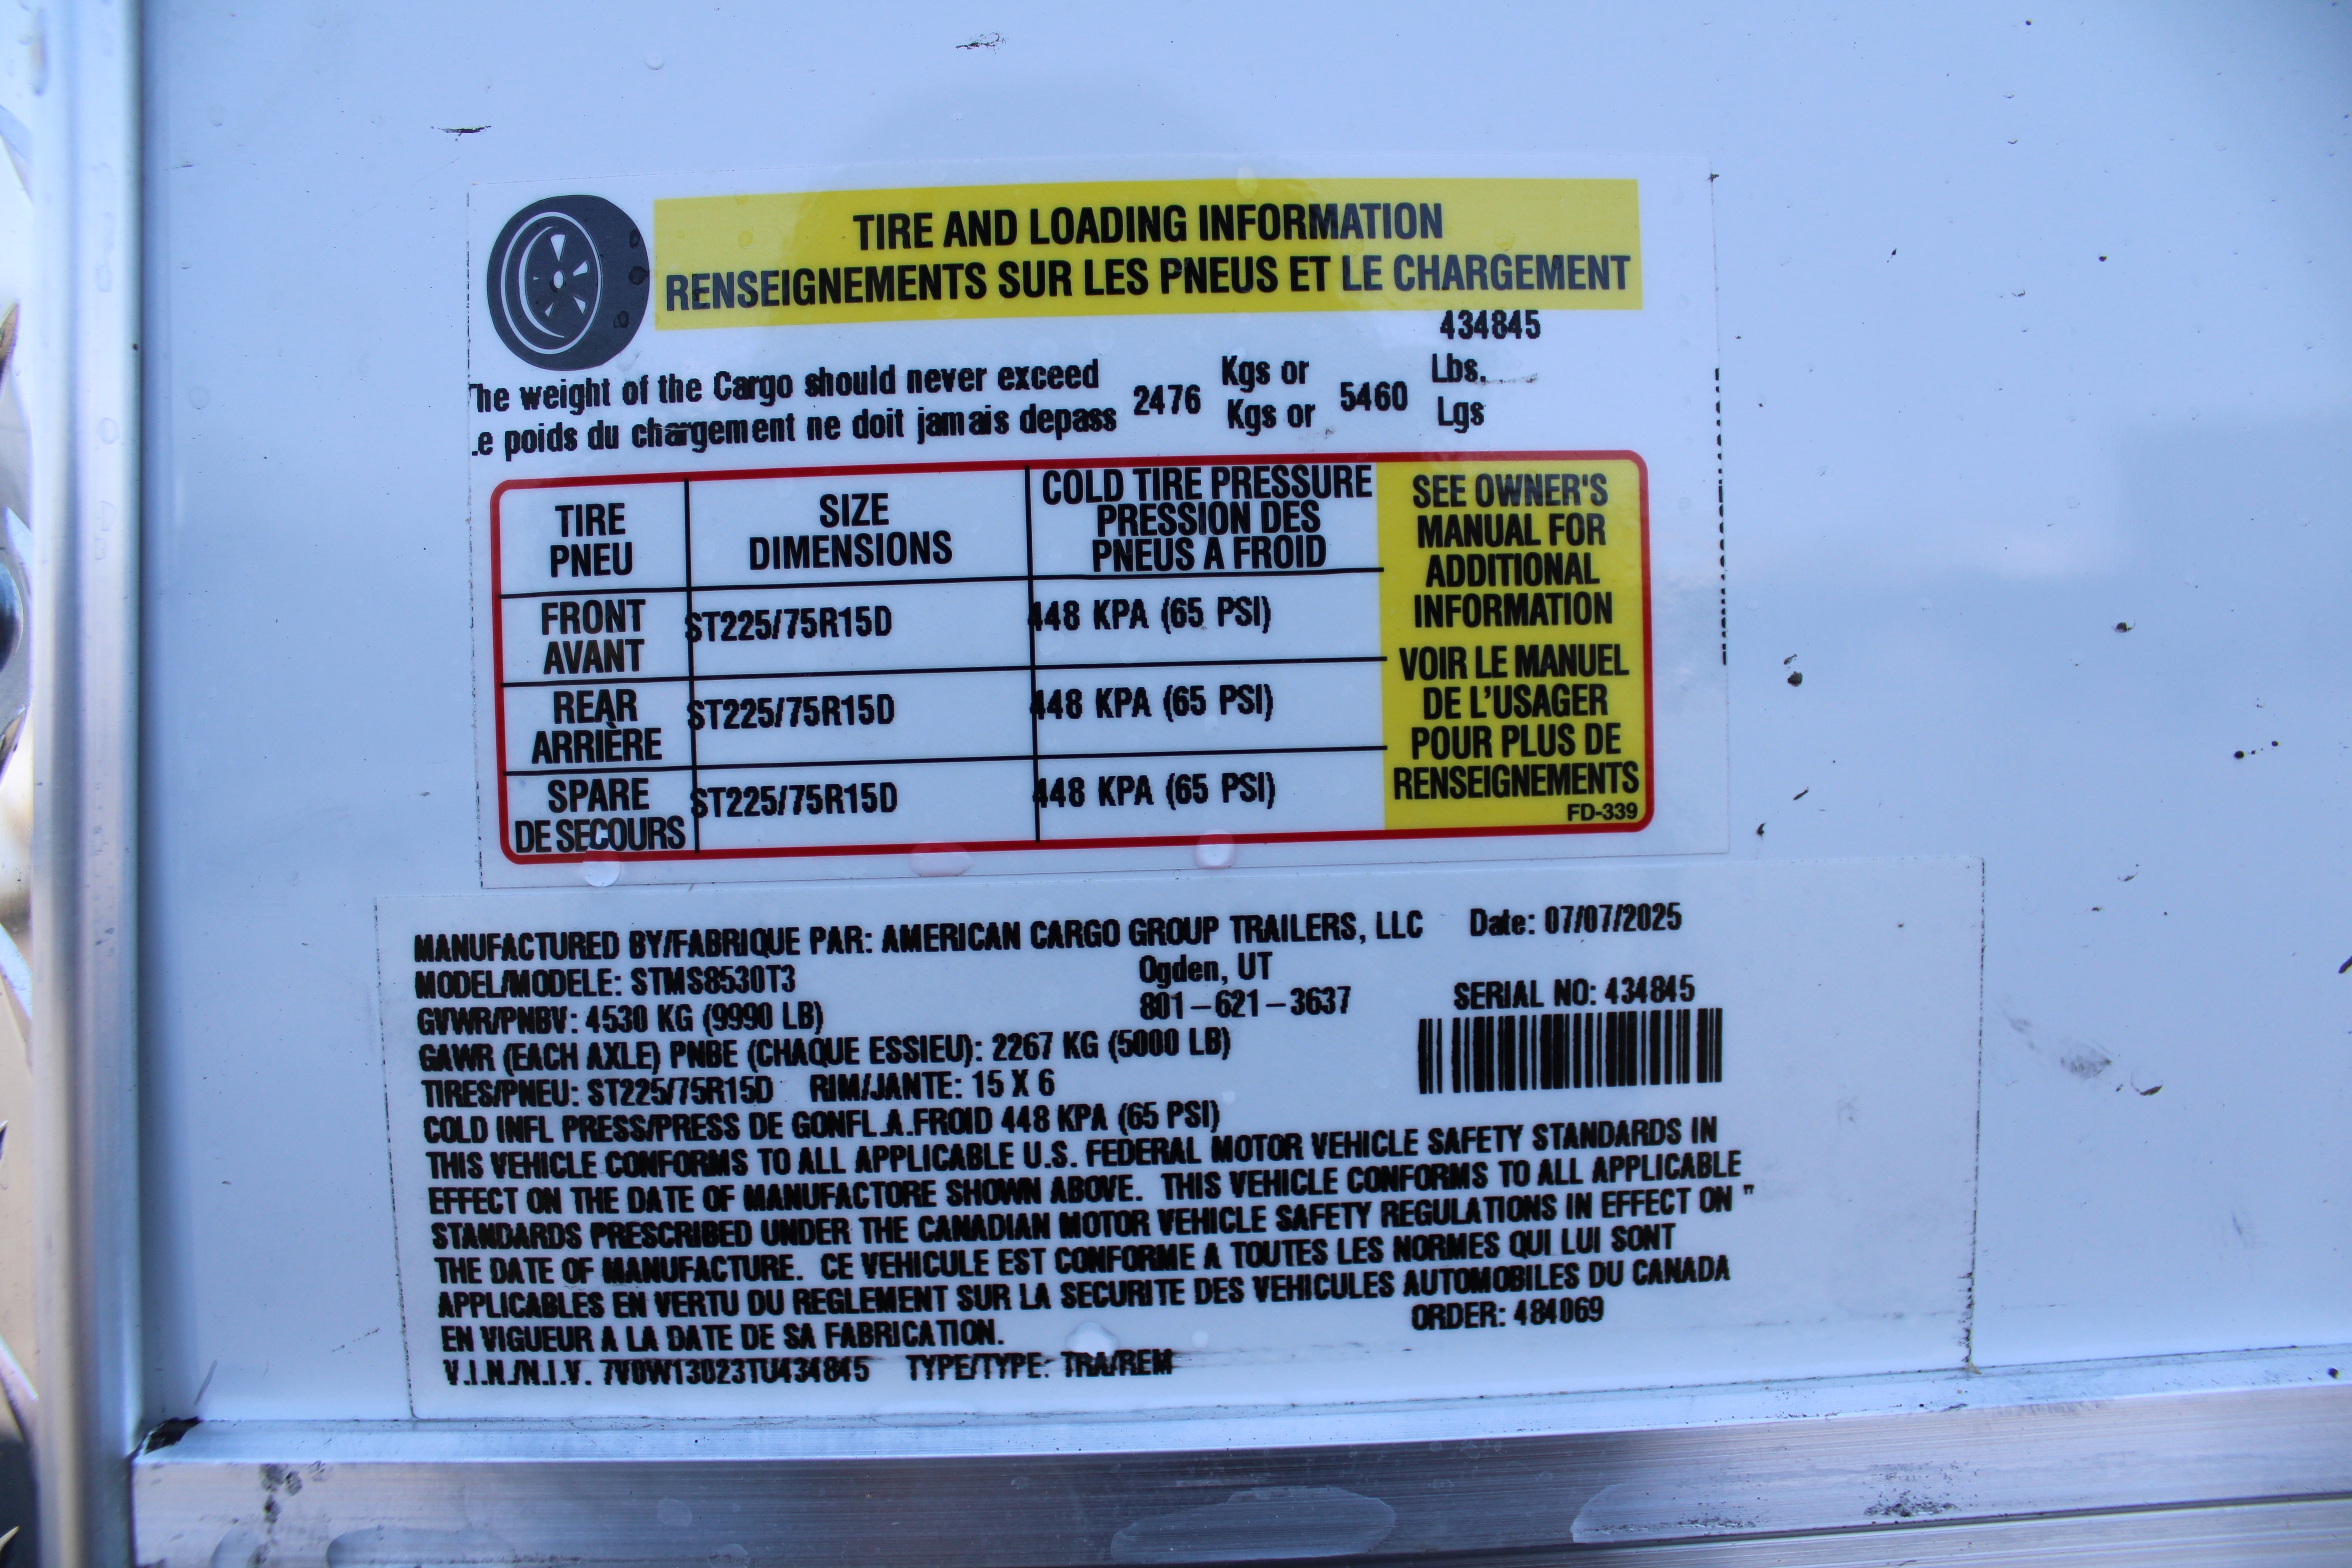 TIRE AND LOADING INFORMATION
RENSEIGNEMENTS SUR LES PNEUS ET LE CHARGEMENT
434845
The weight of the Cargo should never exceed 2476 Kgs or 5460 Lbs.
Le poids du chargement ne doit jamais depass Kgs or Lgs
TIRE SIZE COLD TIRE PRESSURE
PNEU DIMENSIONS PRESSION DES
PNEUS A FROID
FRONT ST225/75R15D 448 KPA (65 PSI)
AVANT
REAR ST225/75R15D 448 KPA (65 PSI)
ARRIÈRE
SPARE ST225/75R15D 448 KPA (65 PSI)
DE SECOURS
SEE OWNER'S
MANUAL FOR
ADDITIONAL
INFORMATION
VOIR LE MANUEL
DE L'USAGER
POUR PLUS DE
RENSEIGNEMENTS
FD-339
MANUFACTURED BY/FABRIQUE PAR: AMERICAN CARGO GROUP TRAILERS, LLC Date: 07/07/2025
MODEL/MODELE: STMS8530T3 Ogden, UT
GVWR/PNBV: 4530 KG (9990 LB) 801-621-3637 SERIAL NO: 434845
GAWR (EACH AXLE) PNBE (CHAQUE ESSIEU): 2267 KG (5000 LB)
TIRES/PNEU: ST225/75R15D RIM/JANTE: 15 X 6
COLD INFL PRESS/PRESS DE GONFL.A.FROID 448 KPA (65 PSI)
THIS VEHICLE CONFORMS TO ALL APPLICABLE U.S. FEDERAL MOTOR VEHICLE SAFETY STANDARDS IN
EFFECT ON THE DATE OF MANUFACTORE SHOWN ABOVE. THIS VEHICLE CONFORMS TO ALL APPLICABLE
STANDARDS PRESCRIBED UNDER THE CANADIAN MOTOR VEHICLE SAFETY REGULATIONS IN EFFECT ON "
THE DATE OF MANUFACTURE. CE VEHICULE EST CONFORME A TOUTES LES NORMES QUI LUI SONT
APPLICABLES EN VERTU DU REGLEMENT SUR LA SECURITE DES VEHICULES AUTOMOBILES DU CANADA
EN VIGUEUR A LA DATE DE SA FABRICATION. ORDER: 484069
V.I.N./N.I.V. 7V0W13023TU434845 TYPE/TYPE: TRA/REM